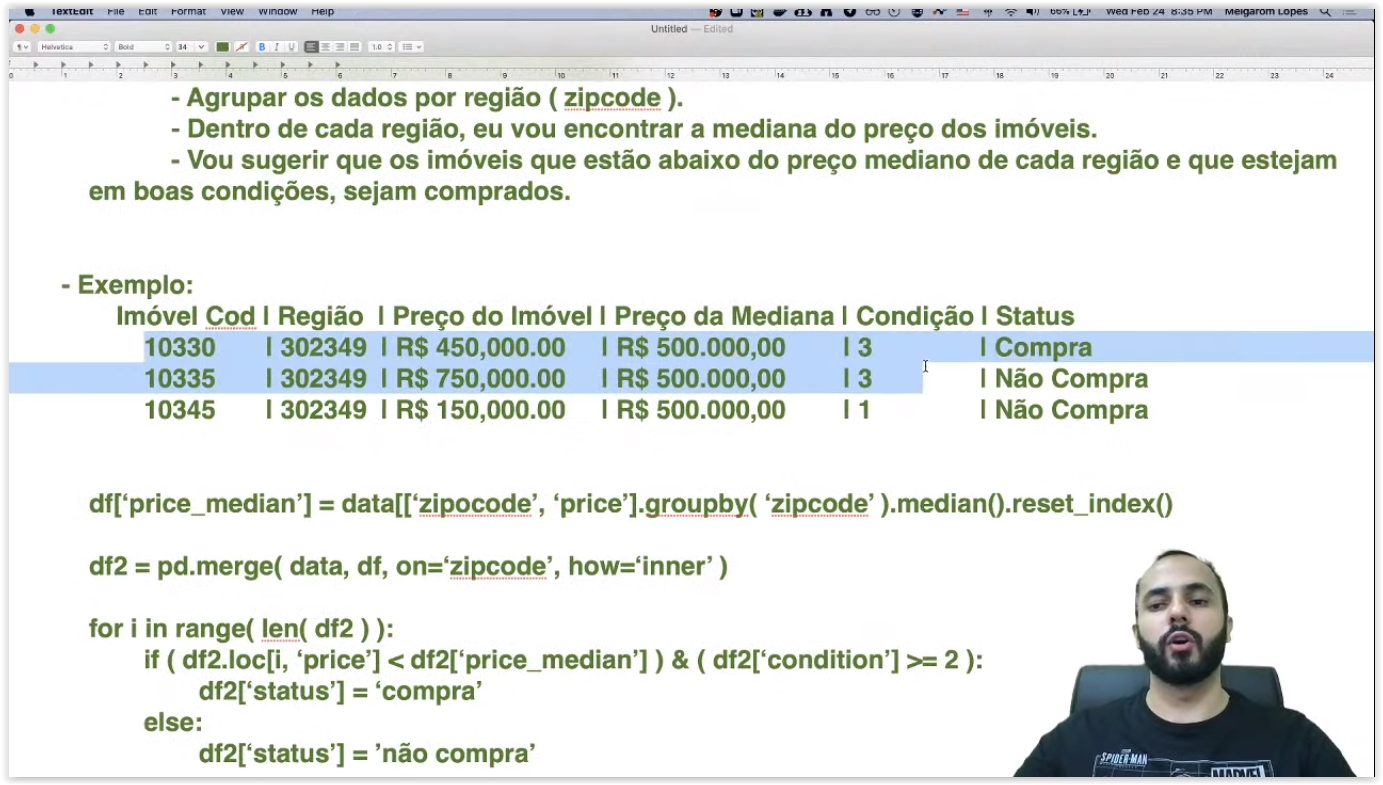 TextEdit File Edit Format View Window Help 66% Wed Feb 24 8:35 PM Meigarom Lopes
Untitled — Edited
Helvetica Bold 34 B I U 1.0
0 1 2 3 4 5 6 7 8 9 10 11 12 13 14 15 16 17 18 19 20 21 22 23 24
- Agrupar os dados por região ( zipcode ).
- Dentro de cada região, eu vou encontrar a mediana do preço dos imóveis.
- Vou sugerir que os imóveis que estão abaixo do preço mediano de cada região e que estejam
em boas condições, sejam comprados.
- Exemplo:
Imóvel Cod | Região | Preço do Imóvel | Preço da Mediana | Condição | Status
10330 | 302349 | R$ 450,000.00 | R$ 500.000,00 | 3 | Compra
10335 | 302349 | R$ 750,000.00 | R$ 500.000,00 | 3 | Não Compra
10345 | 302349 | R$ 150,000.00 | R$ 500.000,00 | 1 | Não Compra
df[‘price_median’] = data[[‘zipocode’, ‘price’].groupby( ‘zipcode’ ).median().reset_index()
df2 = pd.merge( data, df, on=‘zipcode’, how=‘inner’ )
for i in range( len( df2 ) ):
if ( df2.loc[i, ‘price’] < df2[‘price_median’] ) & ( df2[‘condition’] >= 2 ):
df2[‘status’] = ‘compra’
else:
df2[‘status’] = ’não compra’
SPIDER-MAN
MARVEL